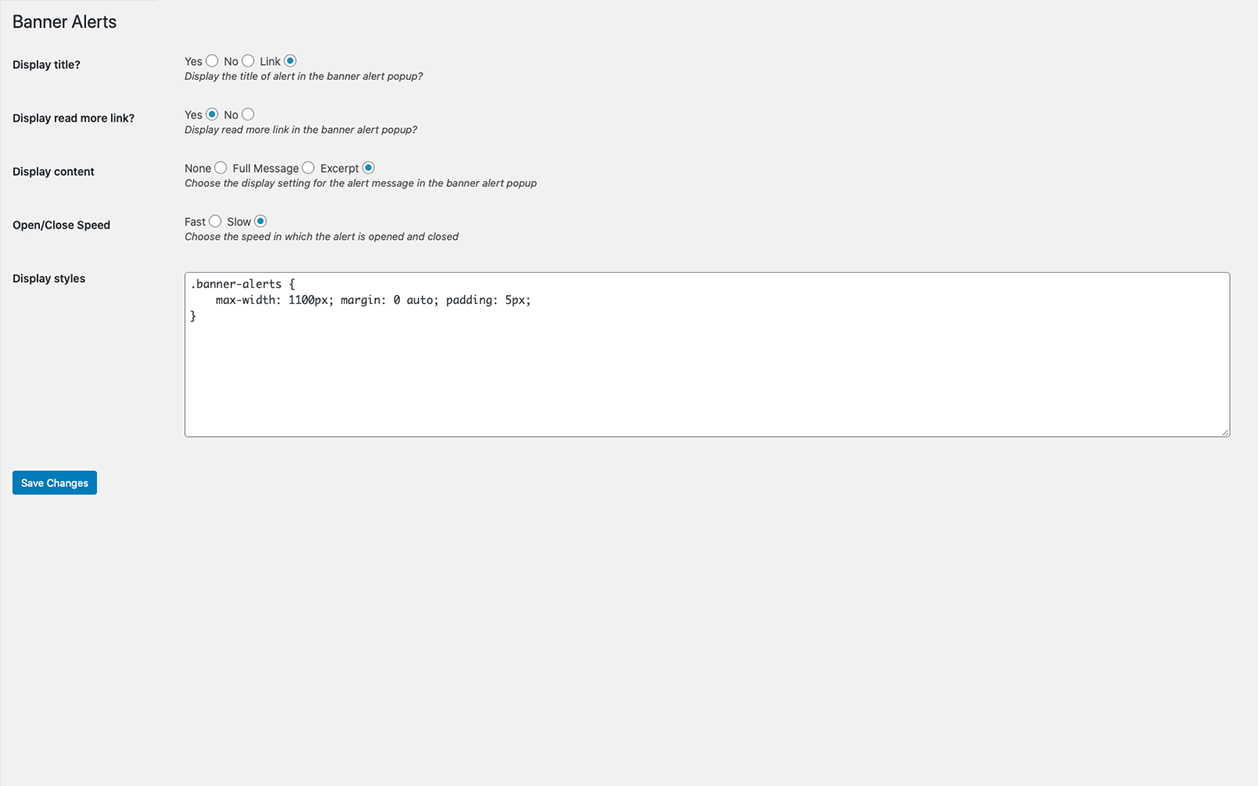 Banner Alerts
Display title?
Yes No Link
Display the title of alert in the banner alert popup?
Display read more link?
Yes No
Display read more link in the banner alert popup?
Display content
None Full Message Excerpt
Choose the display setting for the alert message in the banner alert popup
Open/Close Speed
Fast Slow
Choose the speed in which the alert is opened and closed
Display styles
.banner-alerts {
    max-width: 1100px; margin: 0 auto; padding: 5px;
}
Save Changes